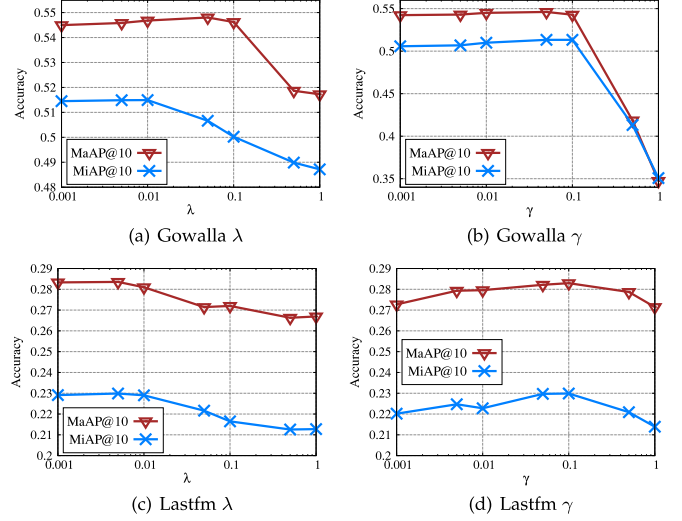 0.55
0.54
0.53
0.52
0.51
0.5
0.49
0.48
Accuracy
MaAP@10
MiAP@10
0.001 0.01 0.1 1
λ
(a) Gowalla λ
0.55
0.5
0.45
0.4
0.35
Accuracy
MaAP@10
MiAP@10
0.001 0.01 0.1 1
γ
(b) Gowalla γ
0.29
0.28
0.27
0.26
0.25
0.24
0.23
0.22
0.21
0.2
Accuracy
MaAP@10
MiAP@10
0.001 0.01 0.1 1
λ
(c) Lastfm λ
0.29
0.28
0.27
0.26
0.25
0.24
0.23
0.22
0.21
0.2
Accuracy
MaAP@10
MiAP@10
0.001 0.01 0.1 1
γ
(d) Lastfm γ